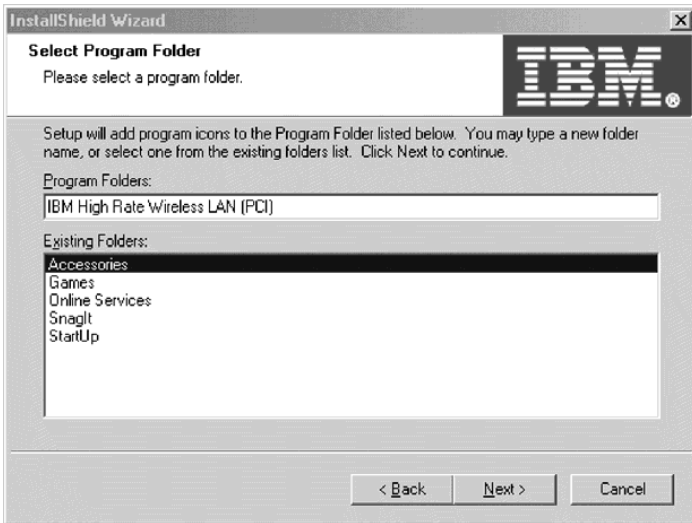 InstallShield Wizard
Select Program Folder
Please select a program folder.
IBM®
Setup will add program icons to the Program Folder listed below. You may type a new folder
name, or select one from the existing folders list. Click Next to continue.
Program Folders:
IBM High Rate Wireless LAN (PCI)
Existing Folders:
Accessories
Games
Online Services
SnagIt
StartUp
< Back Next > Cancel